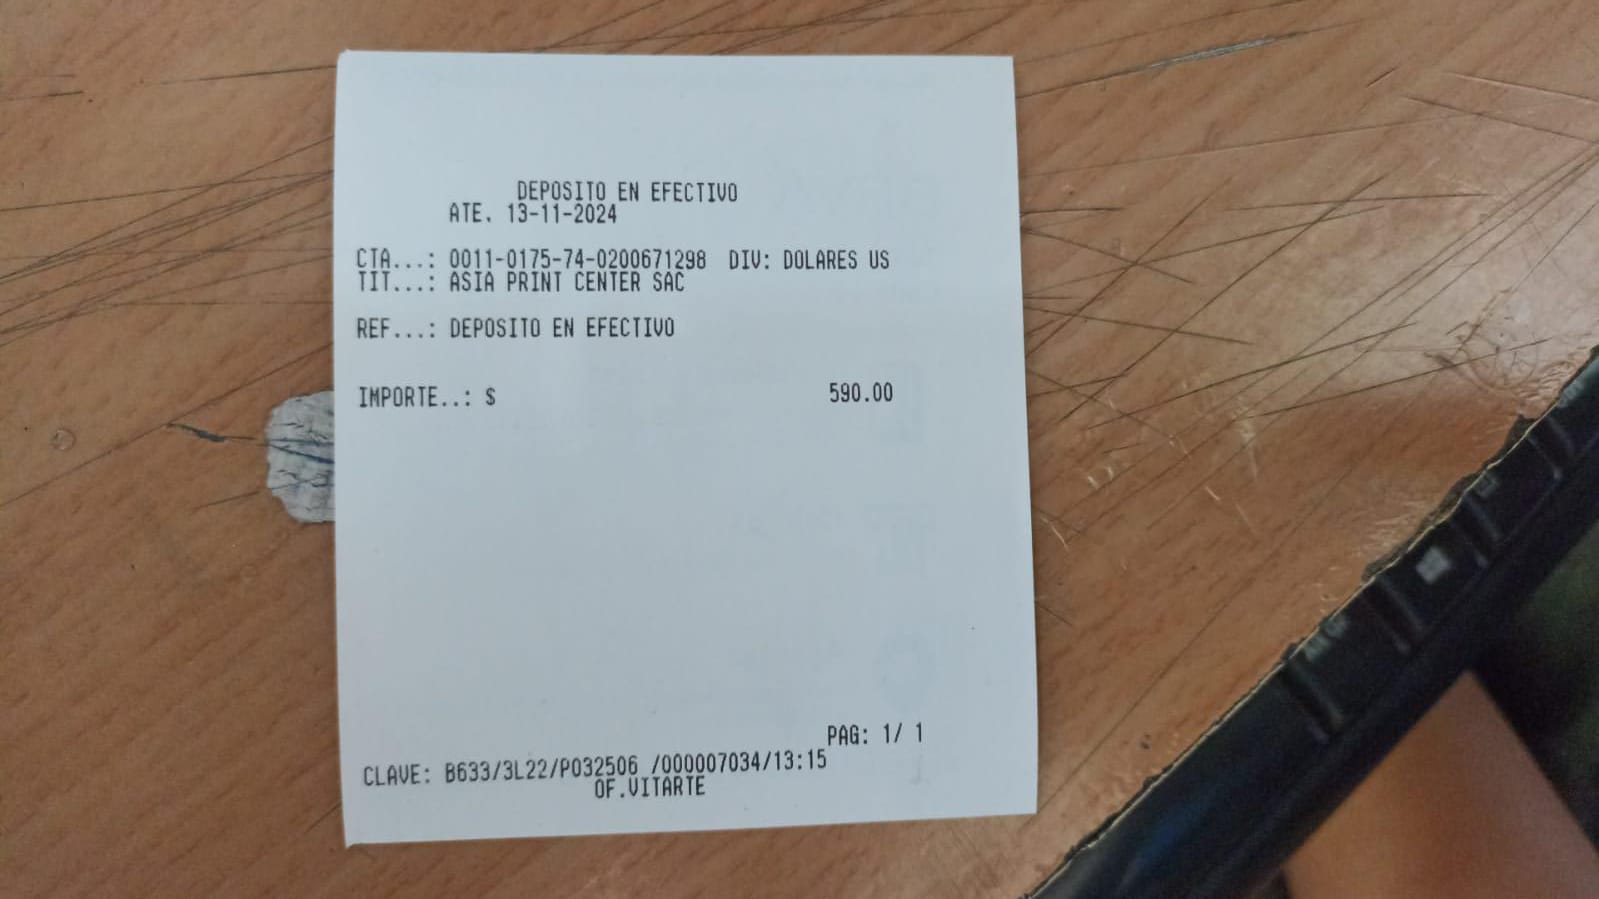 DEPOSITO EN EFECTIVO
ATE. 13-11-2024
CTA...: 0011-0175-74-0200671298 DIV: DOLARES US
TIT...: ASIA PRINT CENTER SAC
REF...: DEPOSITO EN EFECTIVO
IMPORTE..: $ 590.00
PAG: 1/ 1
CLAVE: B633/3L22/P032506 /000007034/13:15
OF.VITARTE